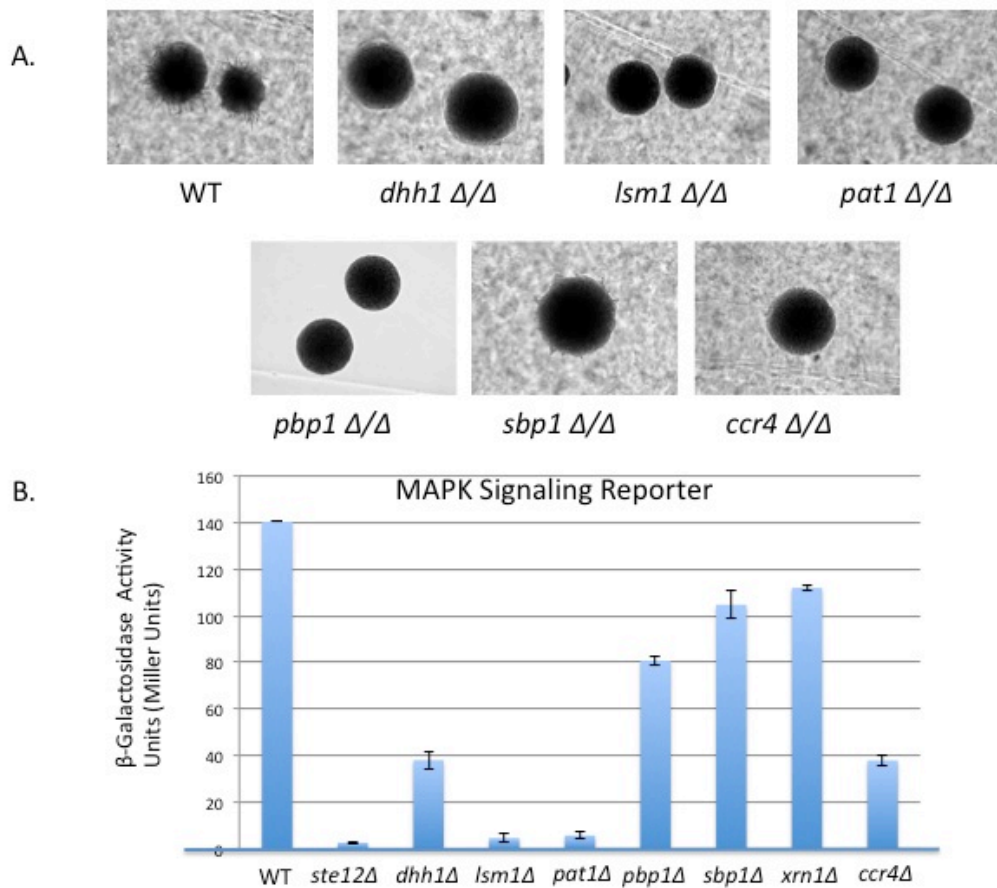 A.
WT
dhh1 Δ/Δ
lsm1 Δ/Δ
pat1 Δ/Δ
pbp1 Δ/Δ
sbp1 Δ/Δ
ccr4 Δ/Δ
B.
MAPK Signaling Reporter
β-Galactosidase Activity
Units (Miller Units)
160
140
120
100
80
60
40
20
0
WT
ste12Δ
dhh1Δ
lsm1Δ
pat1Δ
pbp1Δ
sbp1Δ
xrn1Δ
ccr4Δ